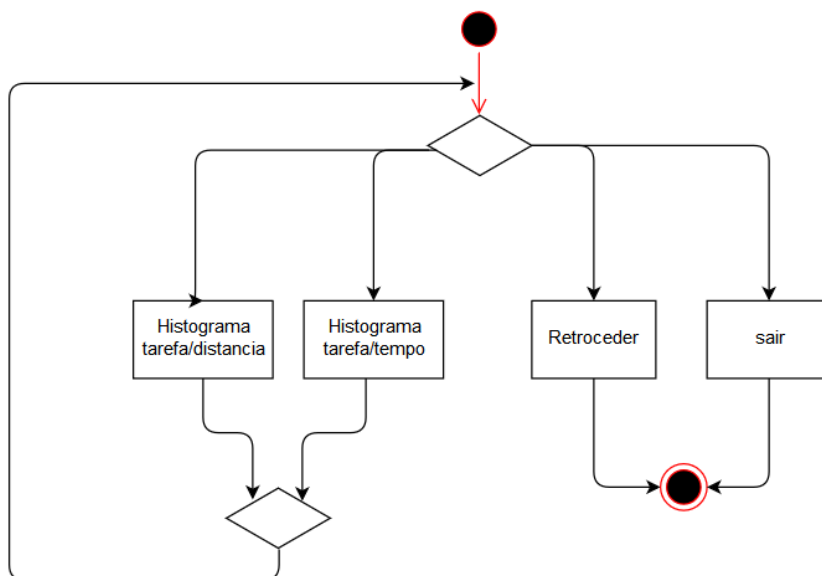 Histograma
tarefa/distancia
Histograma
tarefa/tempo
Retroceder
sair